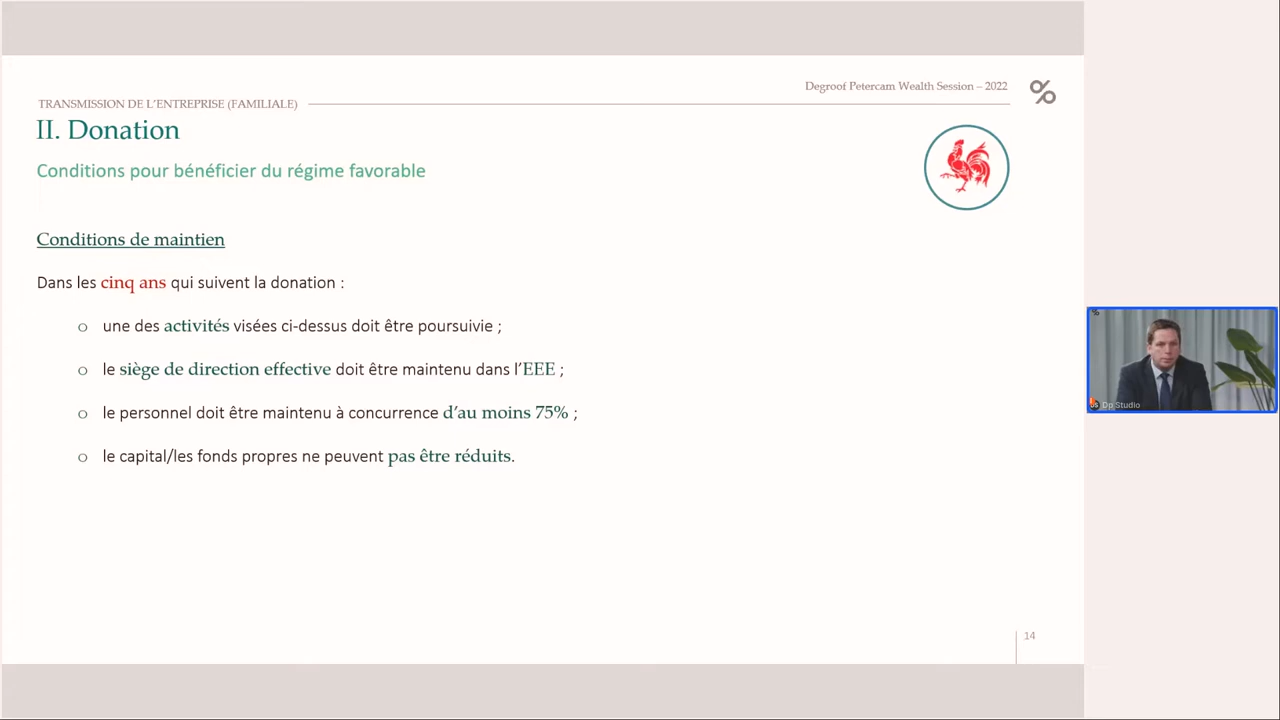 Degroof Petercam Wealth Session – 2022
TRANSMISSION DE L’ENTREPRISE (FAMILIALE)
II. Donation
Conditions pour bénéficier du régime favorable
Conditions de maintien
Dans les cinq ans qui suivent la donation :
o une des activités visées ci-dessus doit être poursuivie ;
o le siège de direction effective doit être maintenu dans l’EEE ;
o le personnel doit être maintenu à concurrence d’au moins 75% ;
o le capital/les fonds propres ne peuvent pas être réduits.
Dp Studio
14